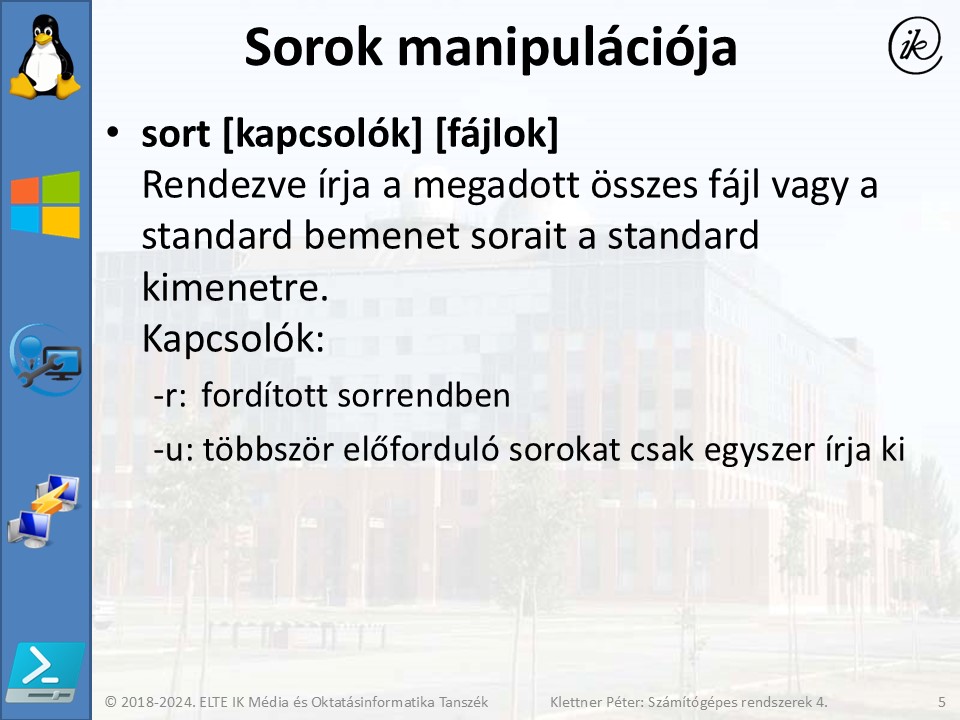 Sorok manipulációja
ik
• sort [kapcsolók] [fájlok]
Rendezve írja a megadott összes fájl vagy a
standard bemenet sorait a standard
kimenetre.
Kapcsolók:
-r: fordított sorrendben
-u: többször előforduló sorokat csak egyszer írja ki
© 2018-2024. ELTE IK Média és Oktatásinformatika Tanszék Klettner Péter: Számítógépes rendszerek 4. 5